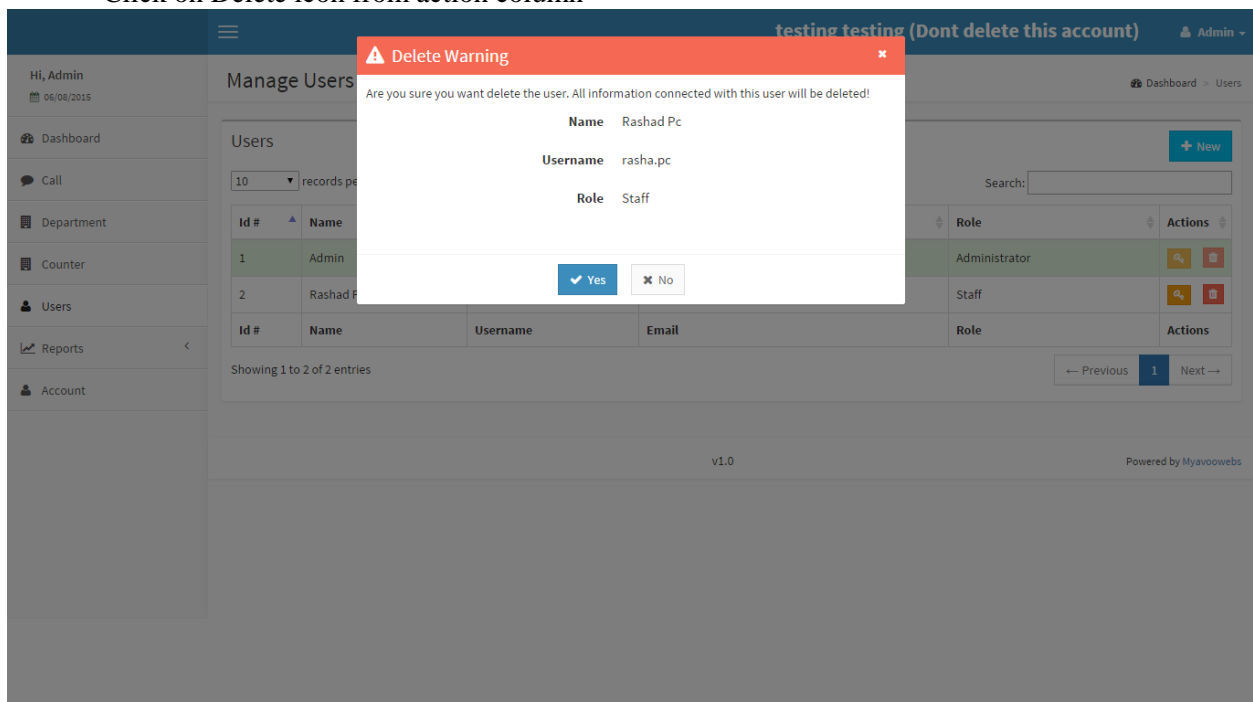 Click on Delete icon from action column
testing testing (Dont delete this account)
Admin
Delete Warning
Hi, Admin
06/08/2015
Manage Users
Dashboard > Users
Are you sure you want delete the user. All information connected with this user will be deleted!
Name Rashad Pc
Username rasha.pc
Role Staff
Yes
No
Dashboard
Call
Department
Counter
Users
Reports
Account
Users
New
10 records pe
Search:
Id # Name Role Actions
1 Admin Administrator
2 Rashad P Staff
Id # Name Username Email Role Actions
Showing 1 to 2 of 2 entries
← Previous 1 Next →
v1.0
Powered by Myavoowebs